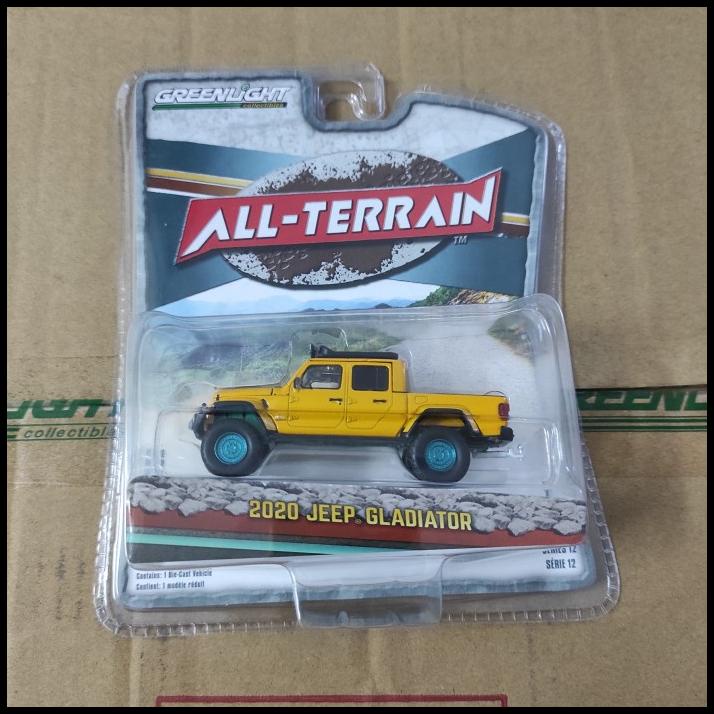 GREENLIGHT
collectibles
ALL-TERRAIN
TM
collectibles
2020 JEEP® GLADIATOR
SERIES 12
SÉRIE 12
Contains: 1 Die-Cast Vehicle
Contient: 1 modèle réduit